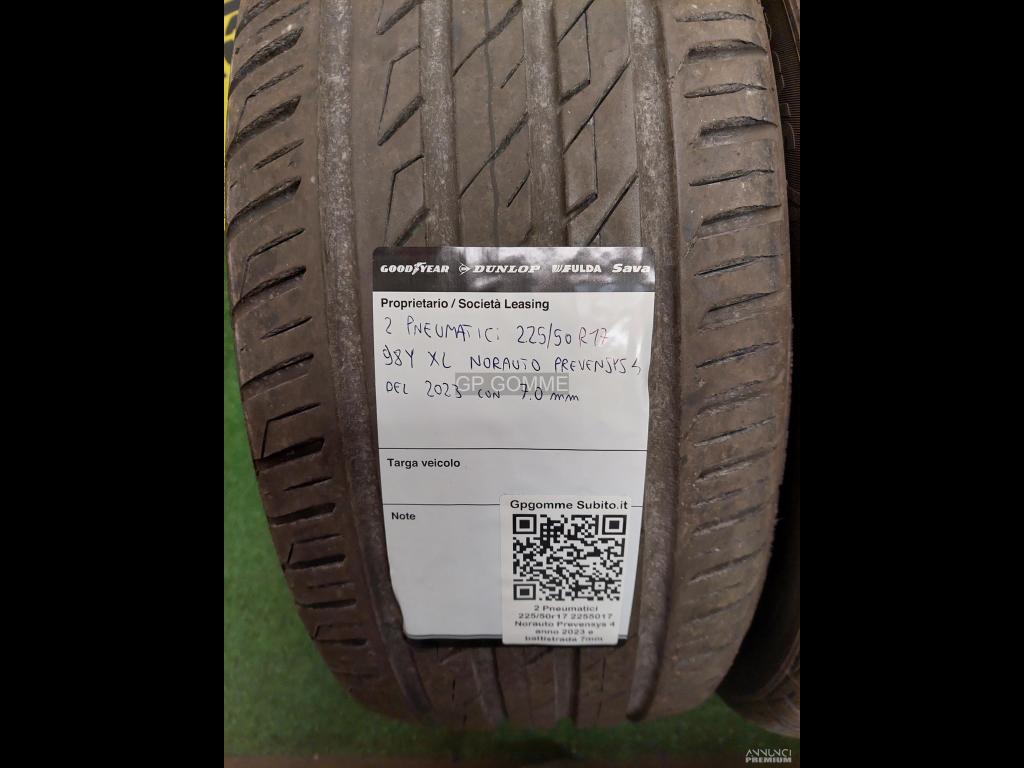 GOODYEAR DUNLOP FULDA Sava
Proprietario / Società Leasing
2 PNEUMATICI 225/50 R17
98Y XL NORAUTO PREVENSYS 4
GP GOMME
DEL 2023 CON 7.0 mm
Targa veicolo
Note
Gpgomme Subito.it
2 Pneumatici
225/50r17 2255017
Norauto Prevensys 4
anno 2023 e
battistrada 7mm
ANNUNCI
PREMIUM